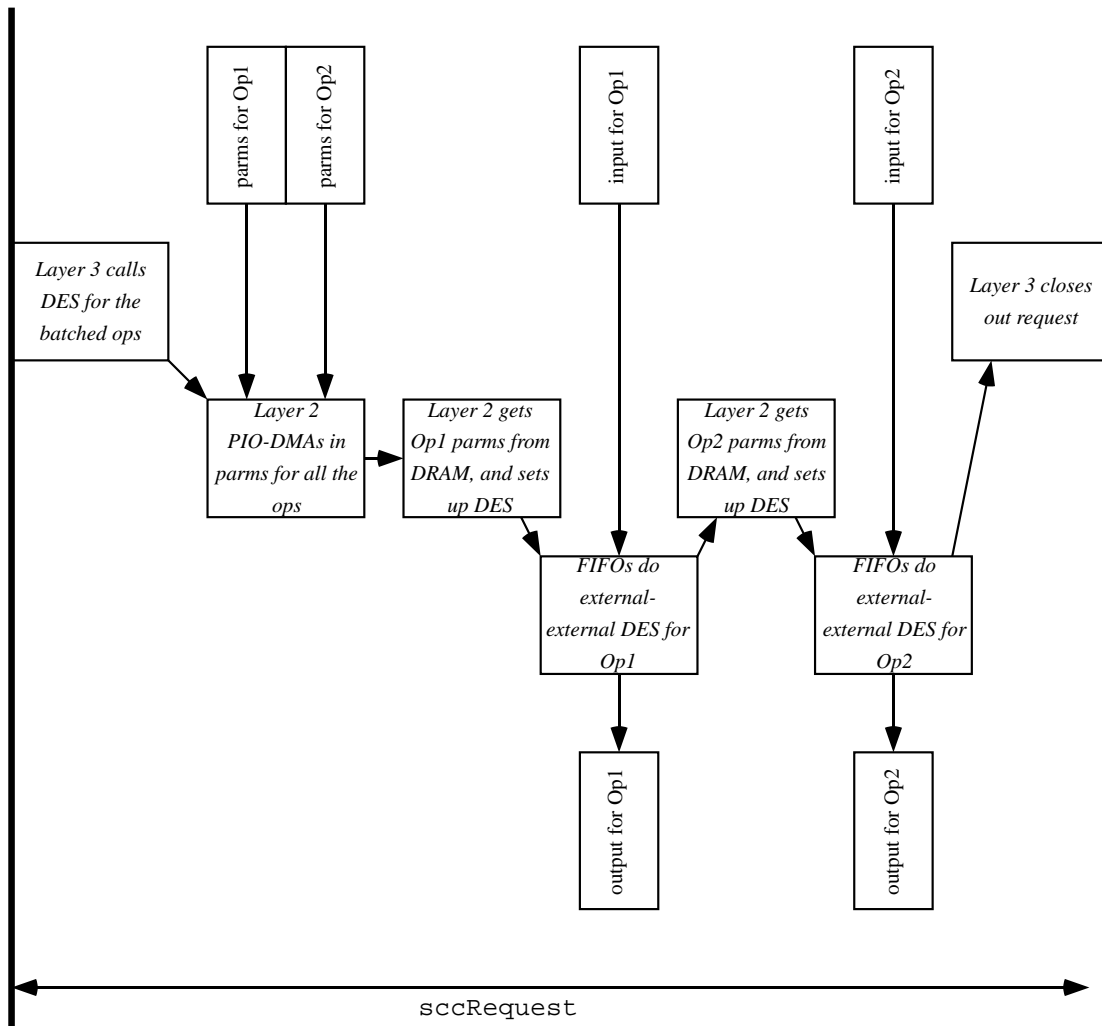 parms for Op1
parms for Op2
input for Op1
input for Op2
Layer 3 calls
DES for the
batched ops
Layer 3 closes
out request
Layer 2
PIO-DMAs in
parms for all the
ops
Layer 2 gets
Op1 parms from
DRAM, and sets
up DES
Layer 2 gets
Op2 parms from
DRAM, and sets
up DES
FIFOs do
external-
external DES for
Op1
FIFOs do
external-
external DES for
Op2
output for Op1
output for Op2
sccRequest